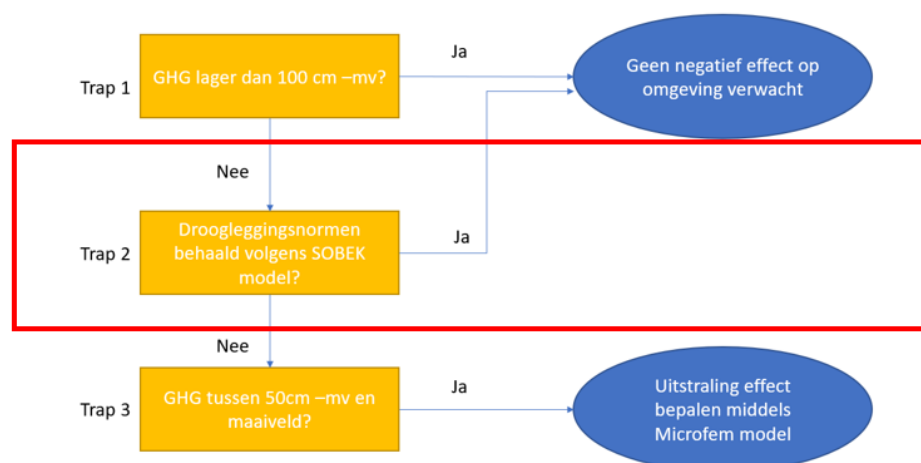 Trap 1
GHG lager dan 100 cm –mv?
Ja
Geen negatief effect op
omgeving verwacht
Nee
Trap 2
Droogleggingsnormen
behaald volgens SOBEK
model?
Ja
Nee
Trap 3
GHG tussen 50cm –mv en
maaiveld?
Ja
Uitstraling effect
bepalen middels
Microfem model